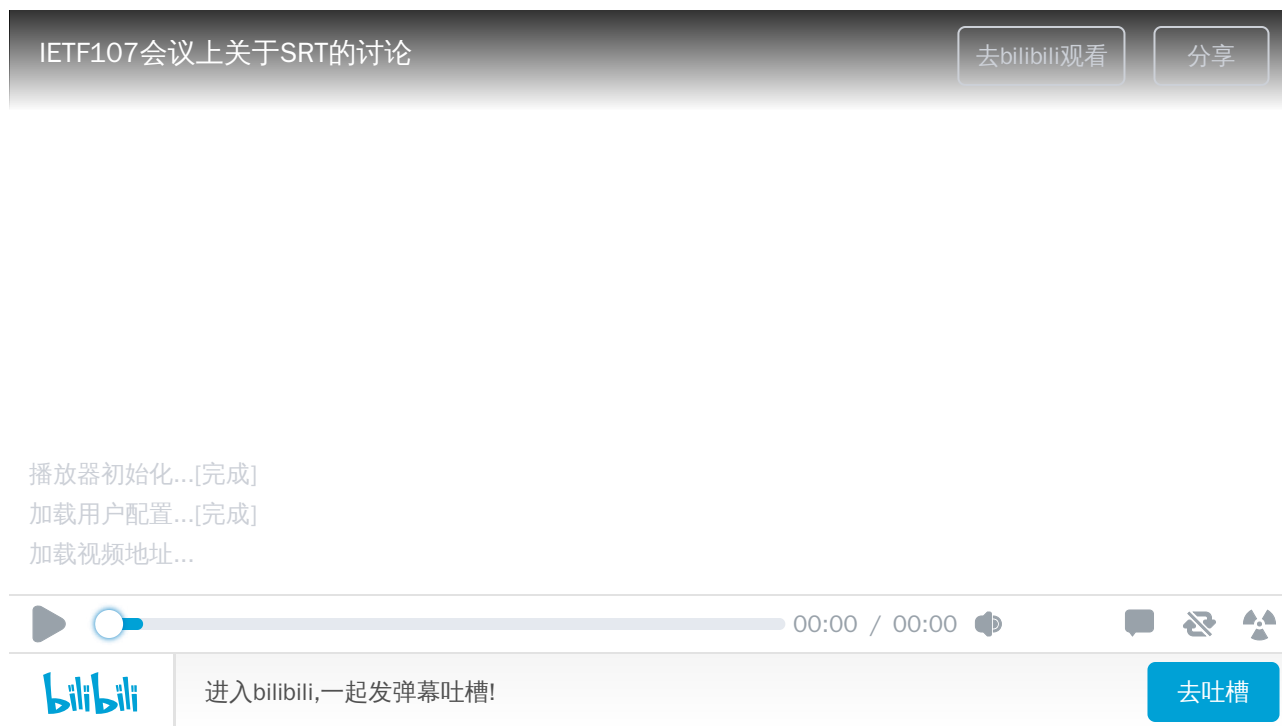 IETF107会议上关于SRT的讨论
去bilibili观看
分享
播放器初始化...[完成]
加载用户配置...[完成]
加载视频地址...
00:00 / 00:00
bilibili
进入bilibili,一起发弹幕吐槽!
去吐槽